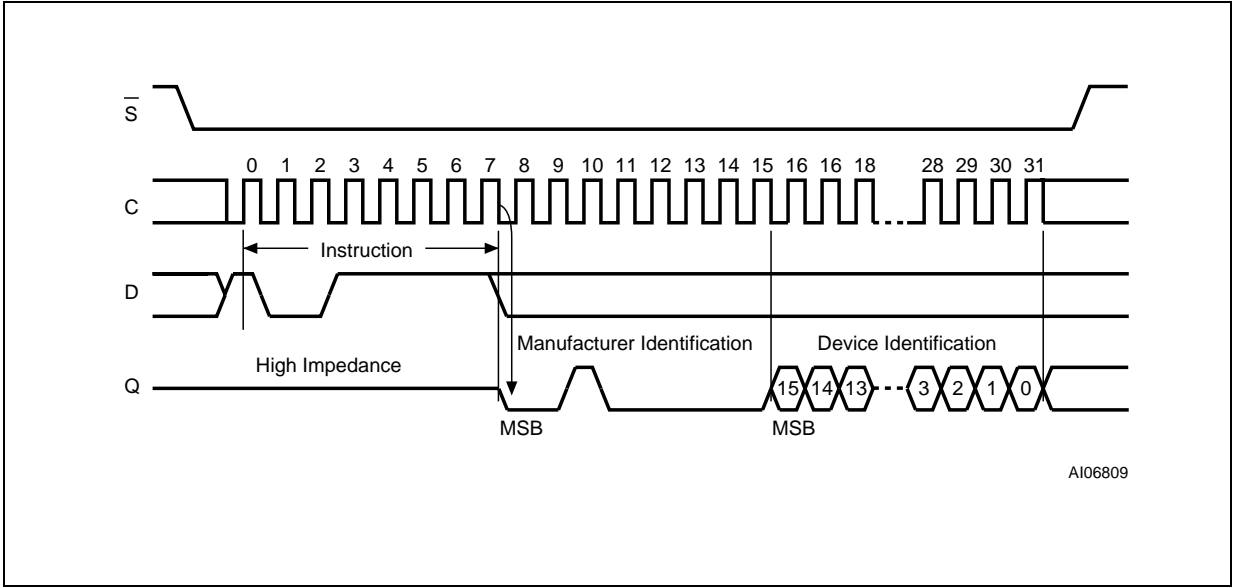 S
0 1 2 3 4 5 6 7 8 9 10 11 12 13 14 15 16 16 18 28 29 30 31
C
Instruction
D
Manufacturer Identification Device Identification
High Impedance
Q 15 14 13 3 2 1 0
MSB MSB
AI06809